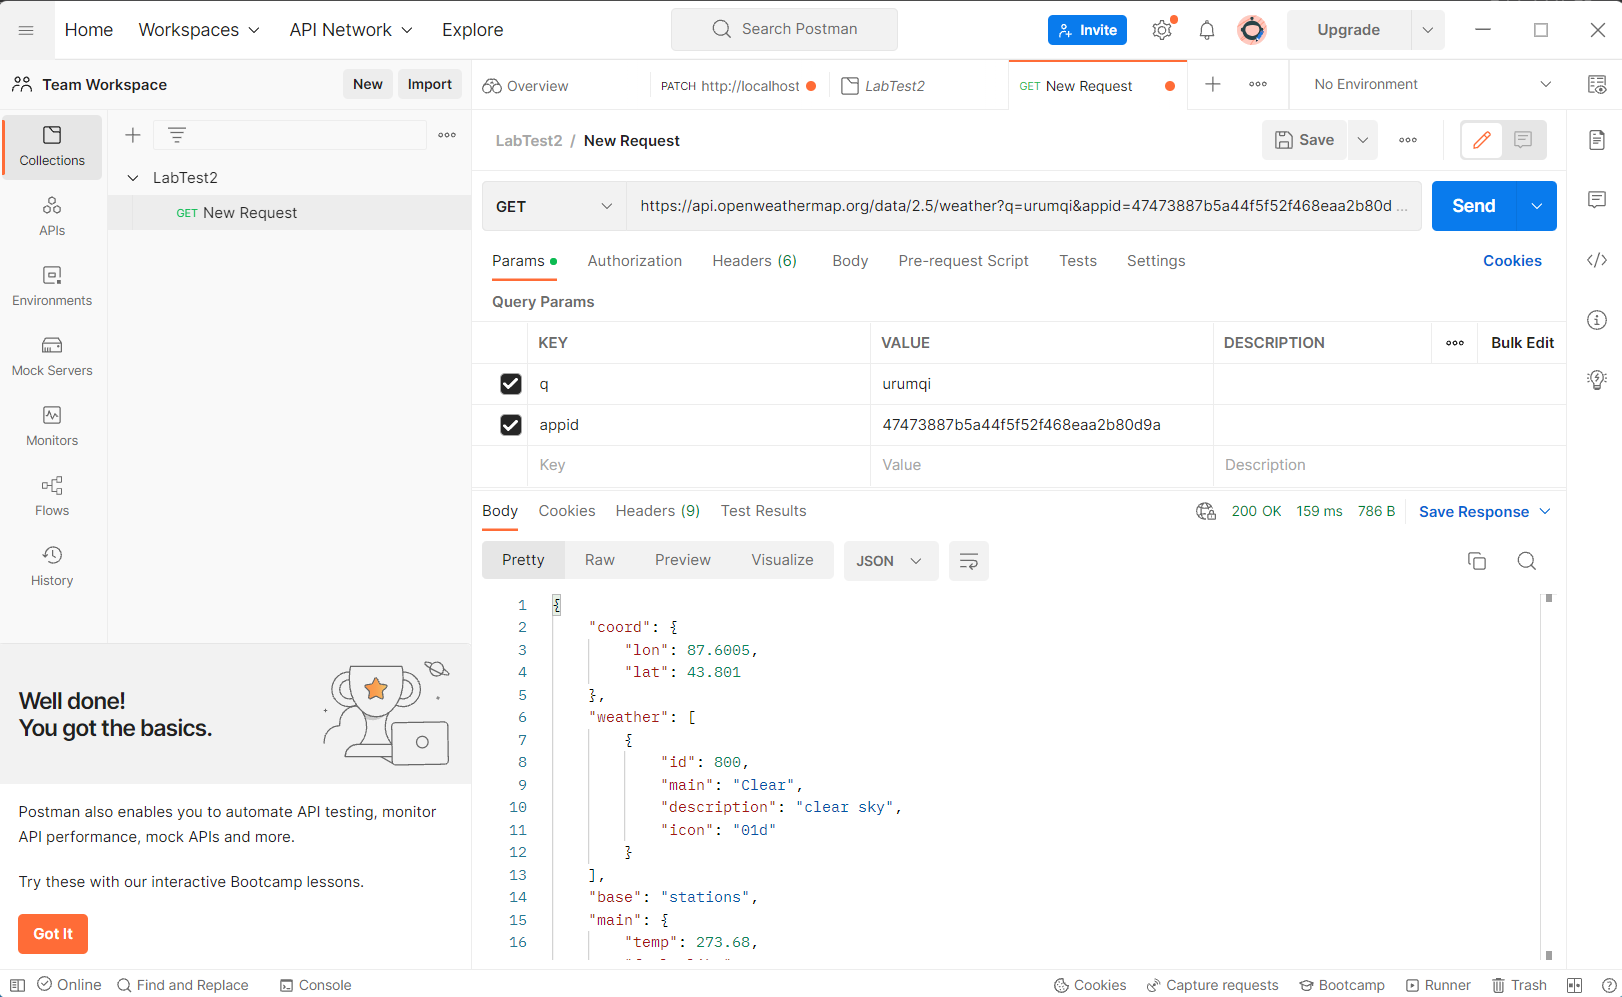 Home Workspaces API Network Explore Search Postman Invite Upgrade
Team Workspace New Import Overview PATCH http://localhost LabTest2 GET New Request No Environment
Collections
APIs
Environments
Mock Servers
Monitors
Flows
History
LabTest2
GET New Request
Well done!
You got the basics.
Postman also enables you to automate API testing, monitor
API performance, mock APIs and more.
Try these with our interactive Bootcamp lessons.
Got It
LabTest2 / New Request Save
GET https://api.openweathermap.org/data/2.5/weather?q=urumqi&appid=47473887b5a44f5f52f468eaa2b80d ... Send
Params Authorization Headers (6) Body Pre-request Script Tests Settings Cookies
Query Params
KEY VALUE DESCRIPTION Bulk Edit
q urumqi
appid 47473887b5a44f5f52f468eaa2b80d9a
Key Value Description
Body Cookies Headers (9) Test Results 200 OK 159 ms 786 B Save Response
Pretty Raw Preview Visualize JSON
1 {
2 "coord": {
3 "lon": 87.6005,
4 "lat": 43.801
5 },
6 "weather": [
7 {
8 "id": 800,
9 "main": "Clear",
10 "description": "clear sky",
11 "icon": "01d"
12 }
13 ],
14 "base": "stations",
15 "main": {
16 "temp": 273.68,
Online Find and Replace Console Cookies Capture requests Bootcamp Runner Trash